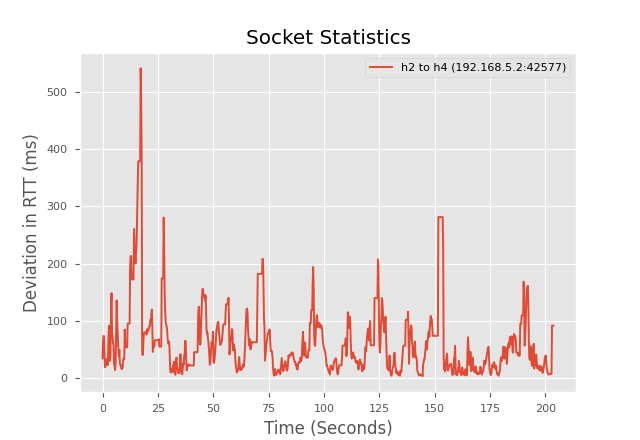 Socket Statistics
h2 to h4 (192.168.5.2:42577)
Deviation in RTT (ms)
500
400
300
200
100
0
0 25 50 75 100 125 150 175 200
Time (Seconds)